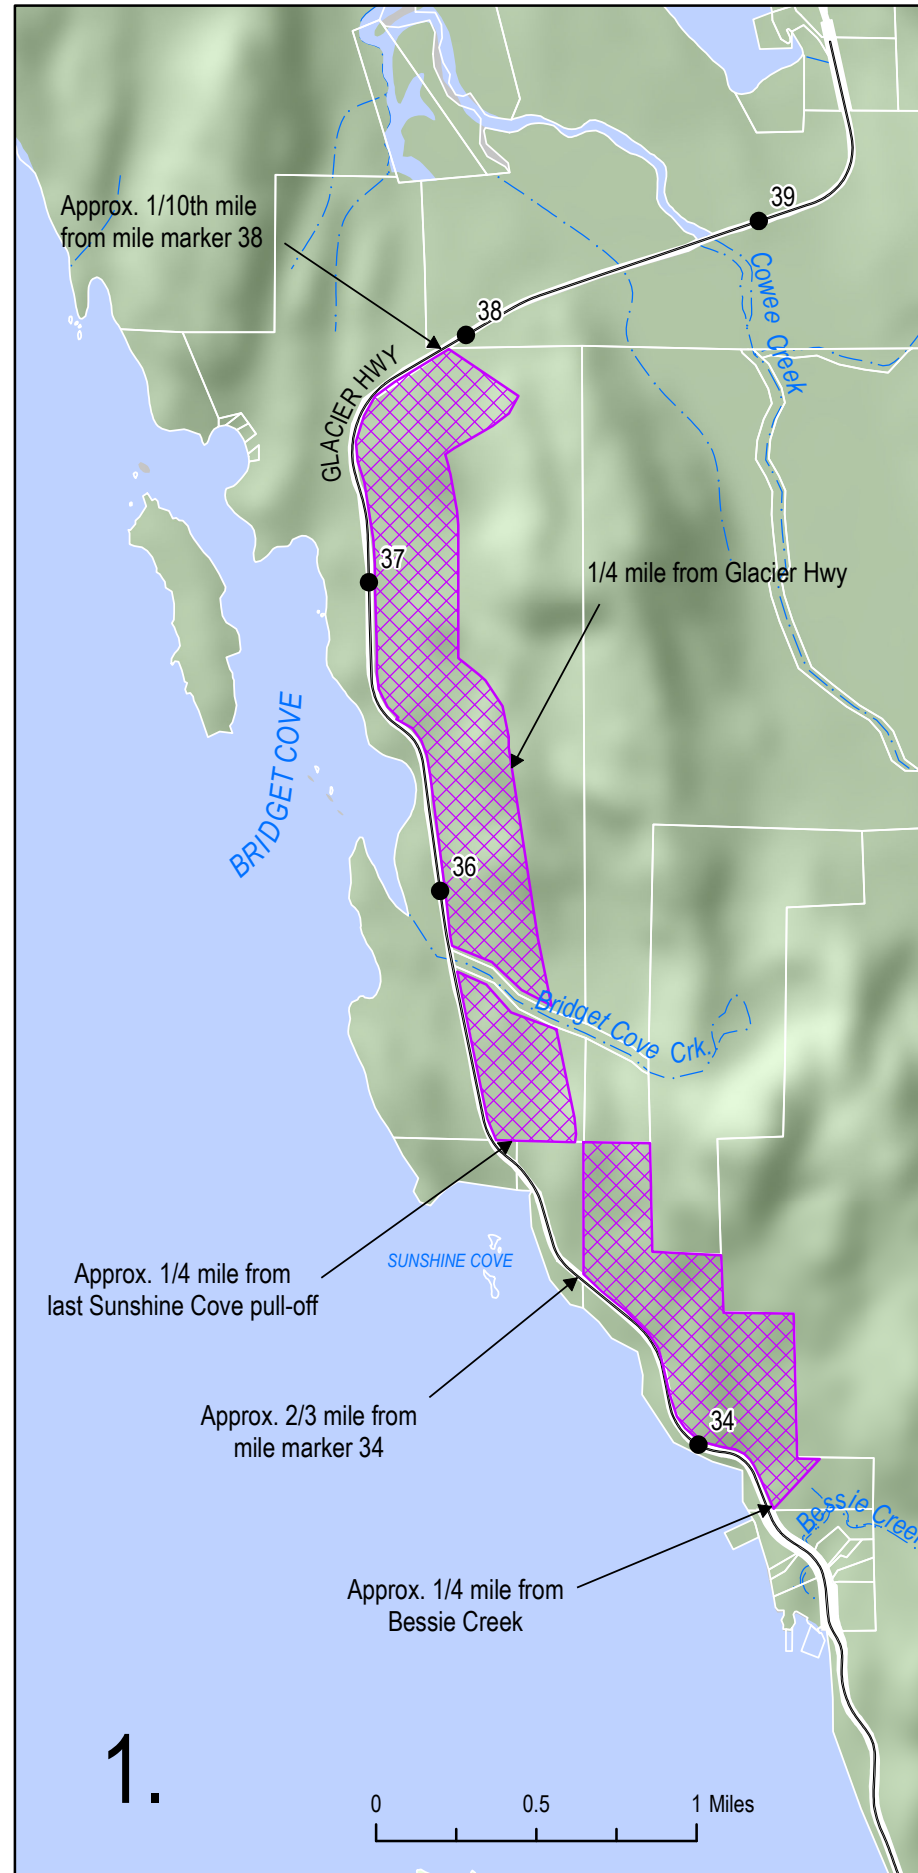 39
Approx. 1/10th mile
from mile marker 38
Cowee Creek
38
GLACIER HWY
37
1/4 mile from Glacier Hwy
BRIDGET COVE
36
Bridget Cove Crk.
SUNSHINE COVE
Approx. 1/4 mile from
last Sunshine Cove pull-off
Approx. 2/3 mile from
mile marker 34
34
Bessie Creek
Approx. 1/4 mile from
Bessie Creek
1.
0 0.5 1 Miles